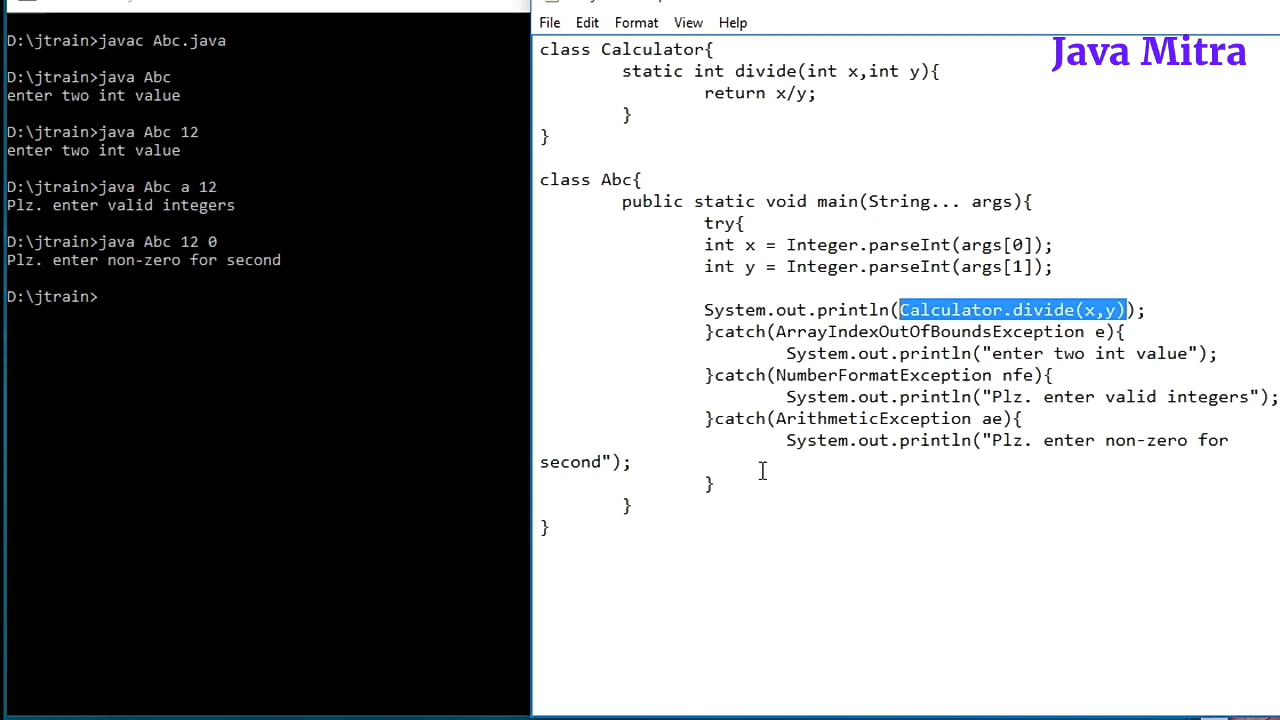 D:\jtrain>javac Abc.java
D:\jtrain>java Abc
enter two int value
D:\jtrain>java Abc 12
enter two int value
D:\jtrain>java Abc a 12
Plz. enter valid integers
D:\jtrain>java Abc 12 0
Plz. enter non-zero for second
D:\jtrain>
File Edit Format View Help
Java Mitra
class Calculator{
static int divide(int x,int y){
return x/y;
}
}
class Abc{
public static void main(String... args){
try{
int x = Integer.parseInt(args[0]);
int y = Integer.parseInt(args[1]);
System.out.println(Calculator.divide(x,y));
}catch(ArrayIndexOutOfBoundsException e){
System.out.println("enter two int value");
}catch(NumberFormatException nfe){
System.out.println("Plz. enter valid integers");
}catch(ArithmeticException ae){
System.out.println("Plz. enter non-zero for
second");
}
}
}